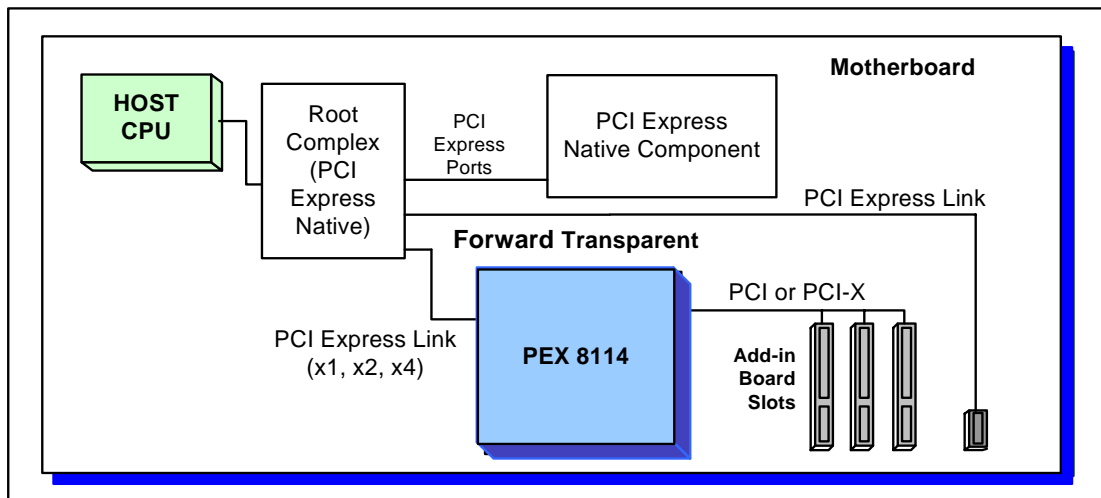 Motherboard
HOST
CPU
Root
Complex
(PCI
Express
Native)
PCI
Express
Ports
PCI Express
Native Component
PCI Express Link
Forward Transparent
PCI Express Link
(x1, x2, x4)
PEX 8114
PCI or PCI-X
Add-in
Board
Slots